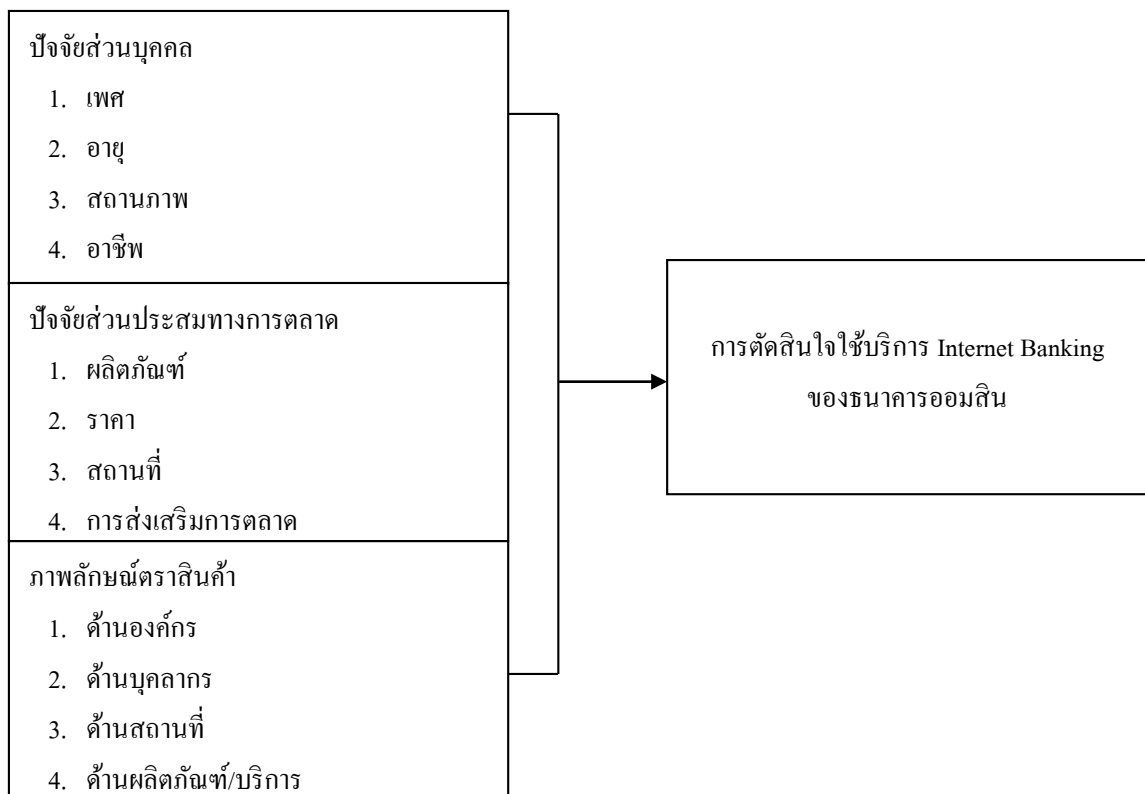 ปัจจัยส่วนบุคคล
1. เพศ
2. อายุ
3. สถานภาพ
4. อาชีพ
ปัจจัยส่วนประสมทางการตลาด
1. ผลิตภัณฑ์
2. ราคา
3. สถานที่
4. การส่งเสริมการตลาด
ภาพลักษณ์ตราสินค้า
1. ด้านองค์กร
2. ด้านบุคลากร
3. ด้านสถานที่
4. ด้านผลิตภัณฑ์/บริการ
การตัดสินใจใช้บริการ Internet Banking
ของธนาคารออมสิน